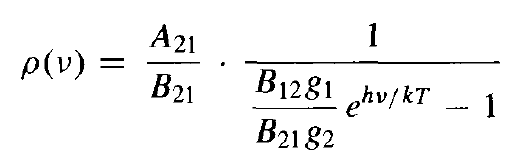 ρ(ν) = A₂₁/B₂₁ · 1/((B₁₂g₁/B₂₁g₂) e^{hν/kT} − 1)